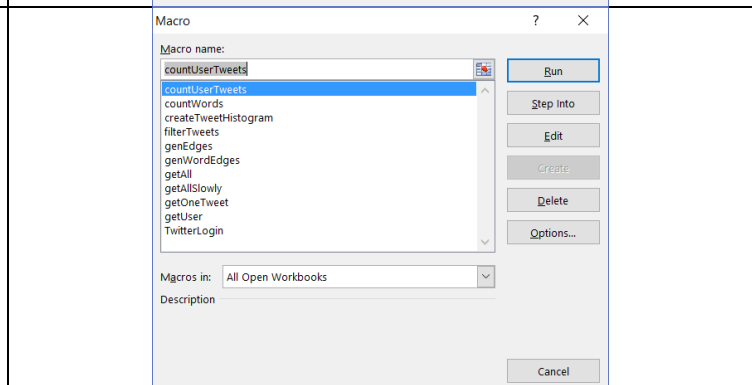 Macro ? ×
Macro name:
countUserTweets
countUserTweets
countWords
createTweetHistogram
filterTweets
genEdges
genWordEdges
getAll
getAllSlowly
getOneTweet
getUser
TwitterLogin
Run
Step Into
Edit
Create
Delete
Options...
Macros in: All Open Workbooks
Description
Cancel